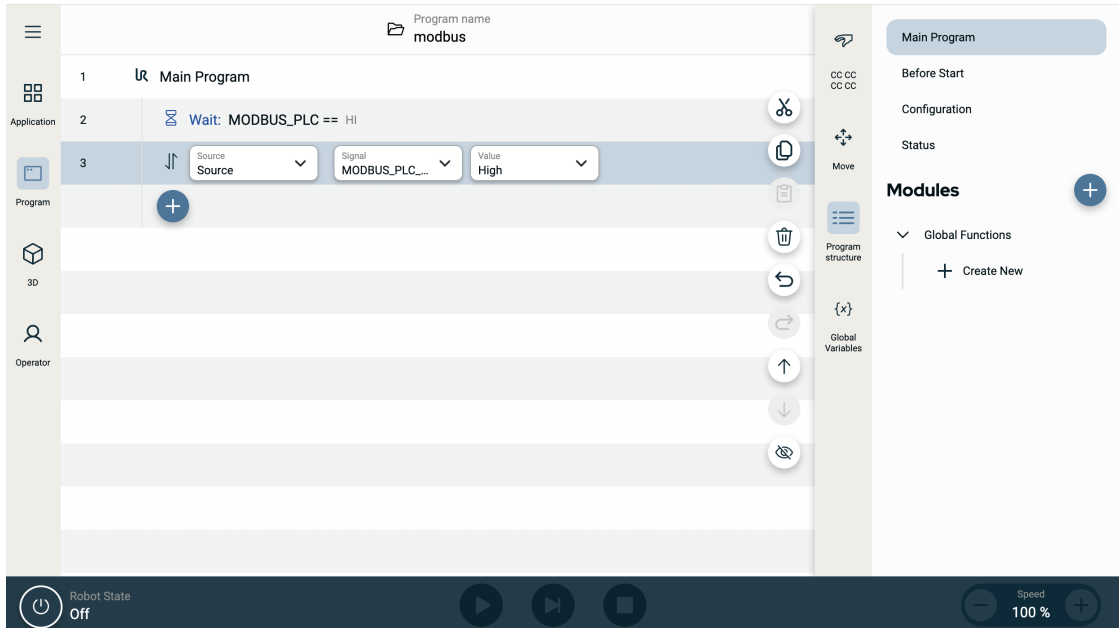 Program name
modbus
Application
Program
3D
Operator
1 Main Program
2 Wait: MODBUS_PLC == HI
3
Source
Source
Signal
MODBUS_PLC_...
Value
High
CC CC
CC CC
Move
Program
structure
{x}
Global
Variables
Main Program
Before Start
Configuration
Status
Modules
Global Functions
Create New
Robot State
Off
Speed
100 %